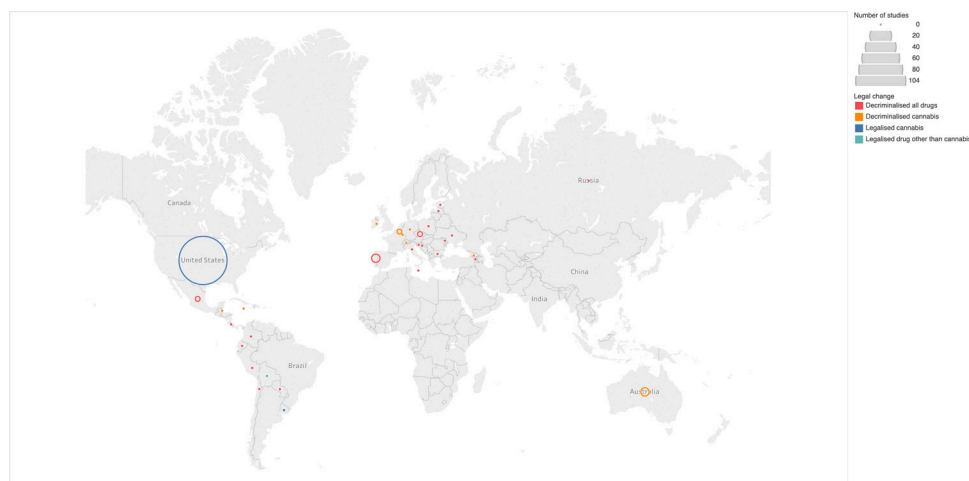 Number of studies
0
20
40
60
80
104
Legal change
Decriminalised all drugs
Decriminalised cannabis
Legalised cannabis
Legalised drug other than cannabis
Russia
Canada
United States
China
India
Brazil
Australia